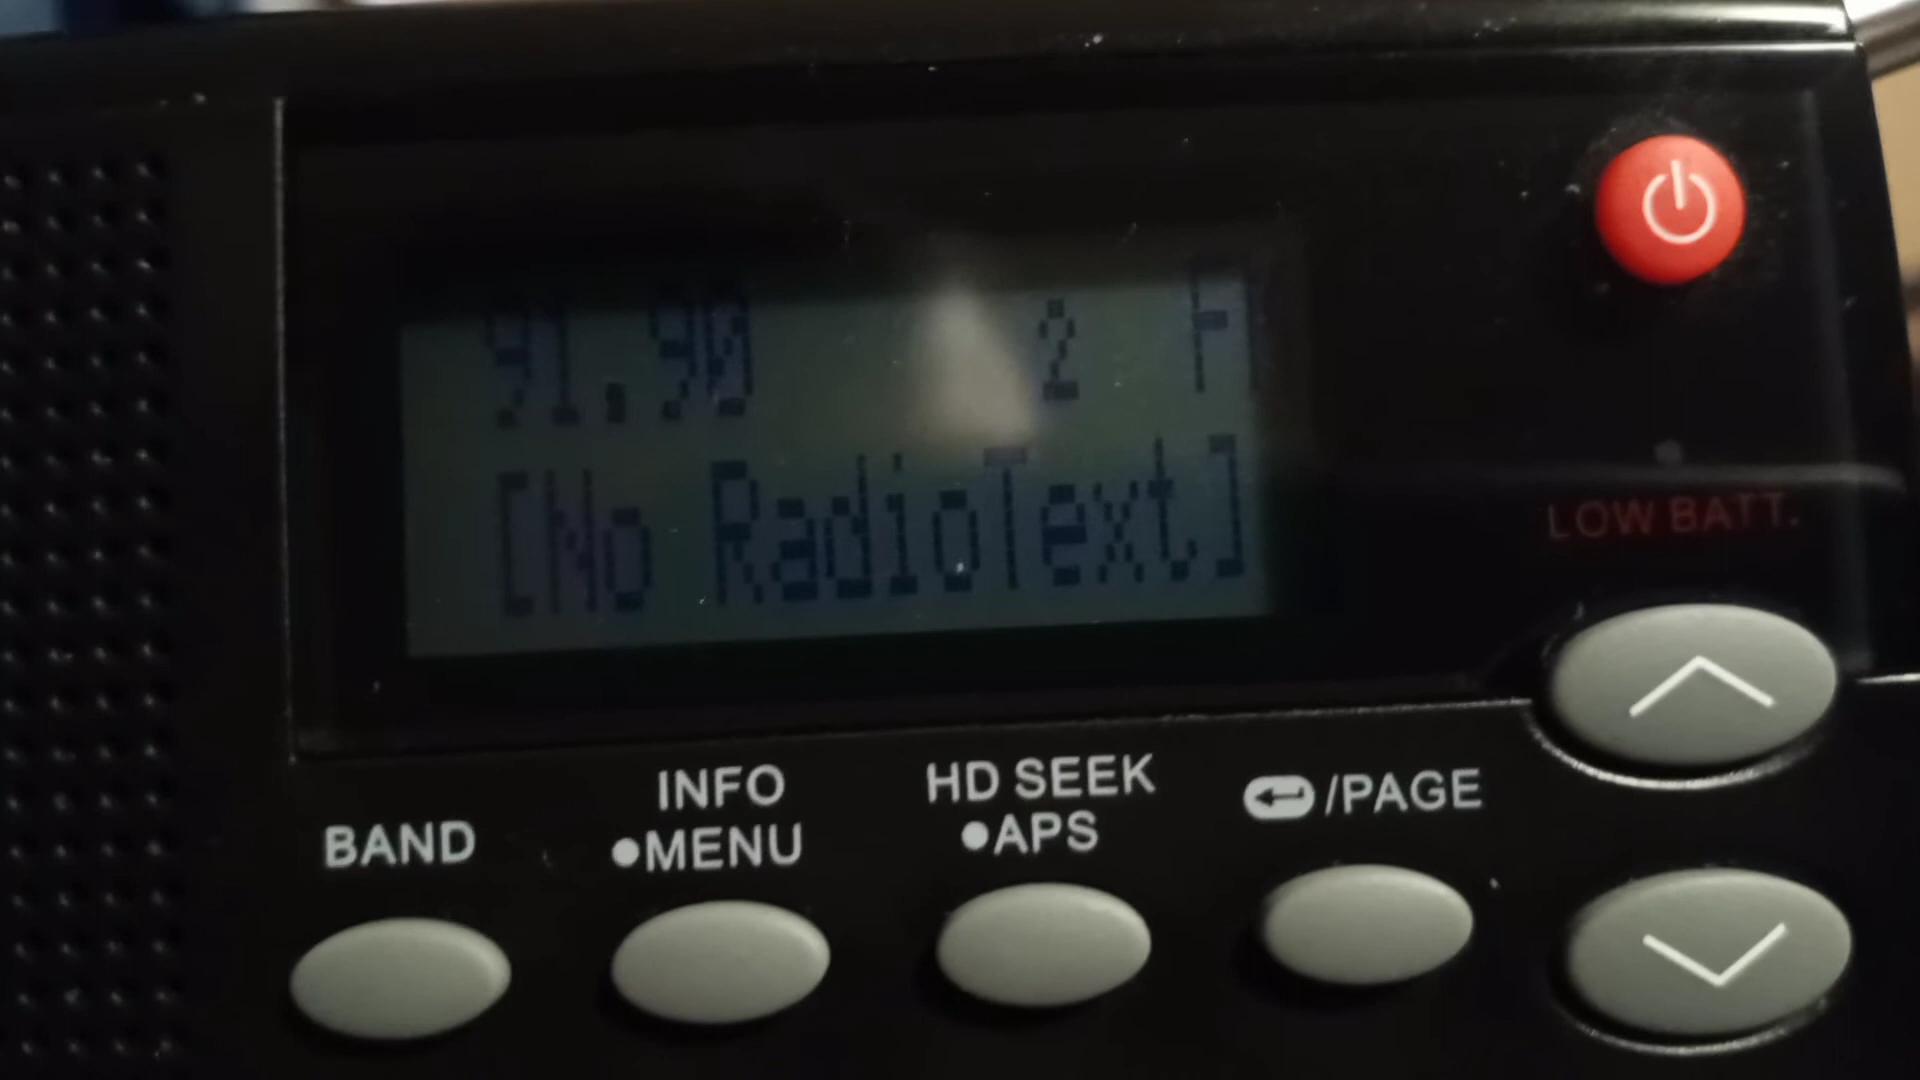 91.90 2 F
[No RadioText]
LOW BATT.
BAND
INFO
●MENU
HD SEEK
●APS
/PAGE